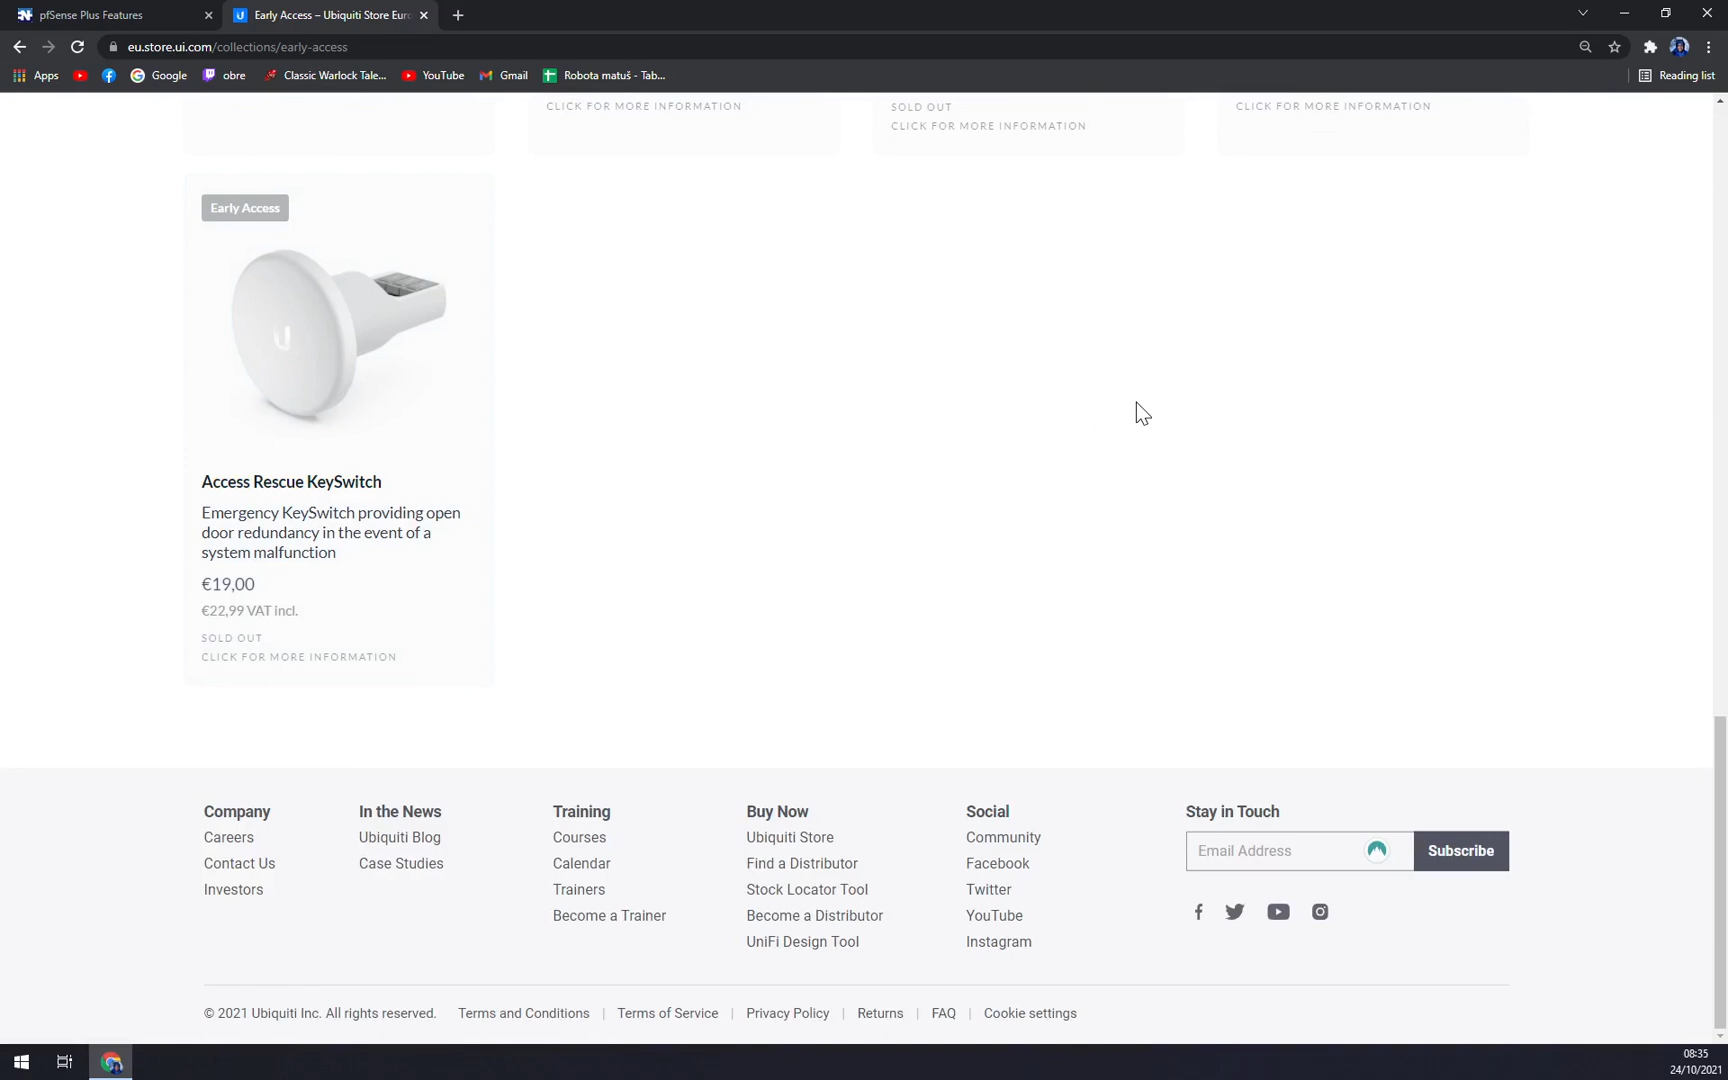 pfSense Plus Features
Early Access – Ubiquiti Store Euro
eu.store.ui.com/collections/early-access
Apps
Google
obre
Classic Warlock Tale...
YouTube
Gmail
Robota matuš - Tab...
Reading list
CLICK FOR MORE INFORMATION
SOLD OUT
CLICK FOR MORE INFORMATION
CLICK FOR MORE INFORMATION
Early Access
Access Rescue KeySwitch
Emergency KeySwitch providing open
door redundancy in the event of a
system malfunction
€19,00
€22,99 VAT incl.
SOLD OUT
CLICK FOR MORE INFORMATION
Company
Careers
Contact Us
Investors
In the News
Ubiquiti Blog
Case Studies
Training
Courses
Calendar
Trainers
Become a Trainer
Buy Now
Ubiquiti Store
Find a Distributor
Stock Locator Tool
Become a Distributor
UniFi Design Tool
Social
Community
Facebook
Twitter
YouTube
Instagram
Stay in Touch
Email Address
Subscribe
© 2021 Ubiquiti Inc. All rights reserved. Terms and Conditions | Terms of Service | Privacy Policy | Returns | FAQ | Cookie settings
08:35
24/10/2021